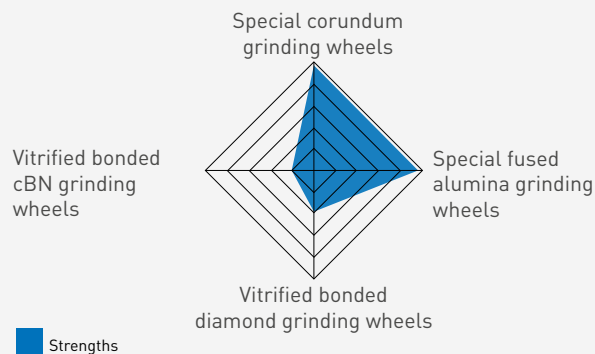 Special corundum
grinding wheels
Vitrified bonded
cBN grinding
wheels
Special fused
alumina grinding
wheels
Vitrified bonded
diamond grinding wheels
Strengths